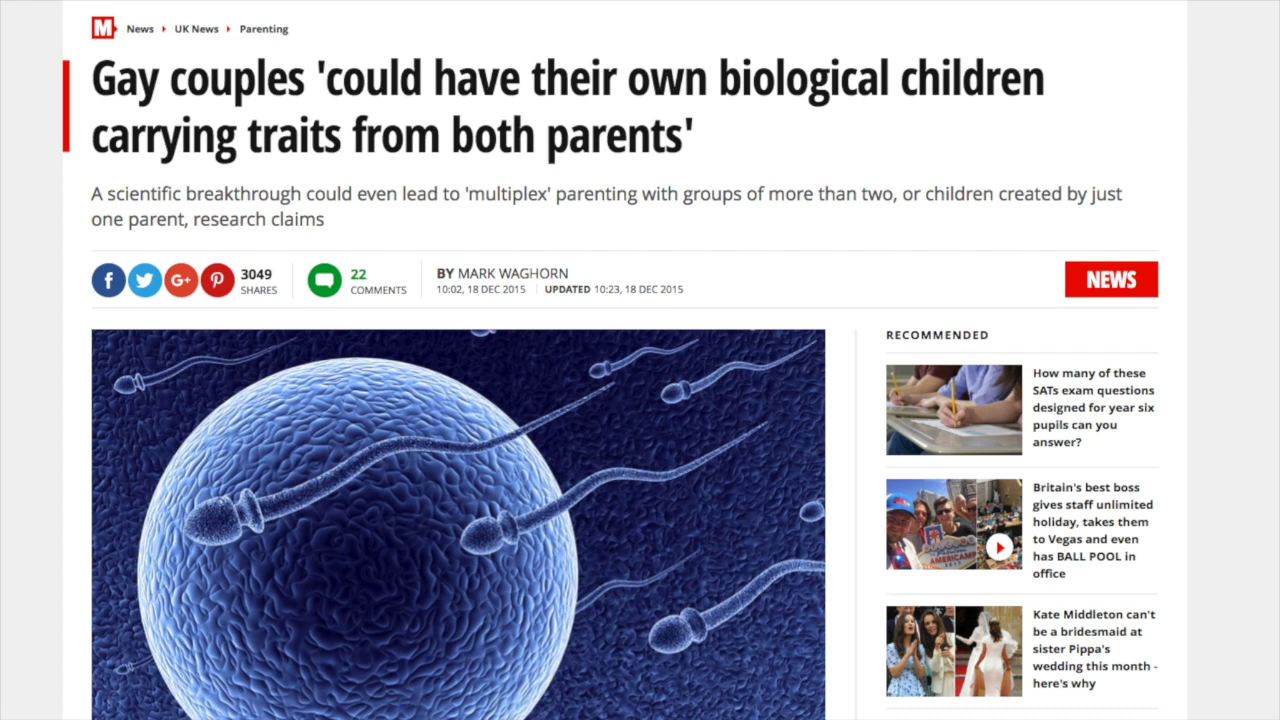 M News UK News Parenting
Gay couples 'could have their own biological children
carrying traits from both parents'
A scientific breakthrough could even lead to 'multiplex' parenting with groups of more than two, or children created by just
one parent, research claims
3049
SHARES
22
COMMENTS
BY MARK WAGHORN
10:02, 18 DEC 2015 UPDATED 10:23, 18 DEC 2015
NEWS
RECOMMENDED
How many of these
SATs exam questions
designed for year six
pupils can you
answer?
Britain's best boss
gives staff unlimited
holiday, takes them
to Vegas and even
has BALL POOL in
office
Kate Middleton can't
be a bridesmaid at
sister Pippa's
wedding this month -
here's why